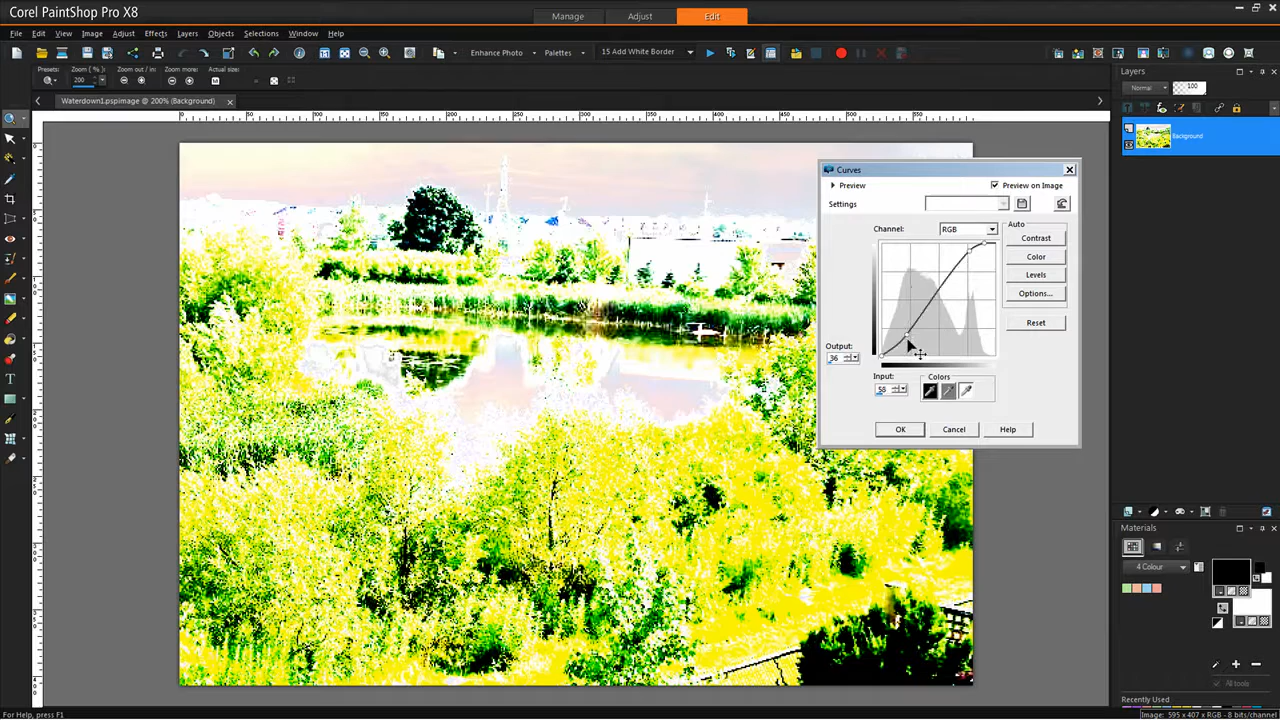 Corel PaintShop Pro X8
Manage
Adjust
Edit
File
Edit
View
Image
Adjust
Effects
Layers
Objects
Selections
Window
Help
Enhance Photo
Palettes
15 Add White Border
Presets:
Zoom ( % ):
Zoom out / in:
Zoom more:
Actual size:
200
Waterdown1.pspimage @ 200% (Background)
Curves
Preview
Preview on Image
Settings
Channel:
RGB
Auto
Contrast
Color
Levels
Options...
Reset
Output:
36
Input:
56
Colors
OK
Cancel
Help
Layers
Normal
100
Background
Materials
4 Colour
All tools
Recently Used
For Help, press F1
Image: 595 x 407 x RGB - 8 bits/channel